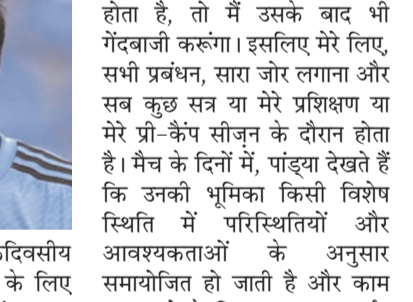 होता है, तो मैं उसके बाद भी
गेंदबाजी करूंगा। इसलिए मेरे लिए,
सभी प्रबंधन, सारा जोर लगाना और
सब कुछ सत्र या मेरे प्रशिक्षण या
मेरे प्री-कैंप सीज़न के दौरान होता
है। मैच के दिनों में, पांड्या देखते हैं
कि उनकी भूमिका किसी विशेष
स्थिति में परिस्थितियों और
आवश्यकताओं के अनुसार
समायोजित हो जाती है और काम
के लिए